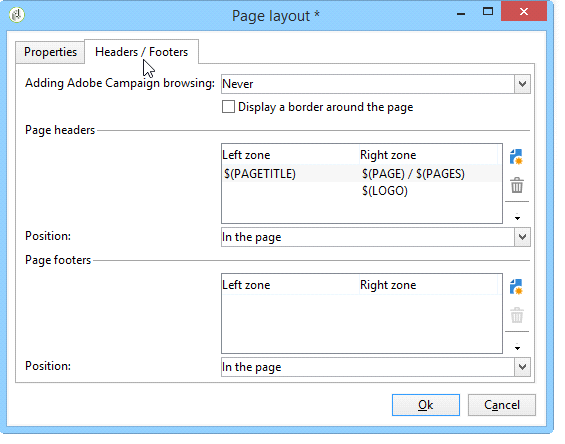 Page layout *
Properties
Headers / Footers
Adding Adobe Campaign browsing: Never
Display a border around the page
Page headers
Left zone Right zone
$(PAGETITLE) $(PAGE) / $(PAGES)
$(LOGO)
Position: In the page
Page footers
Left zone Right zone
Position: In the page
Ok Cancel